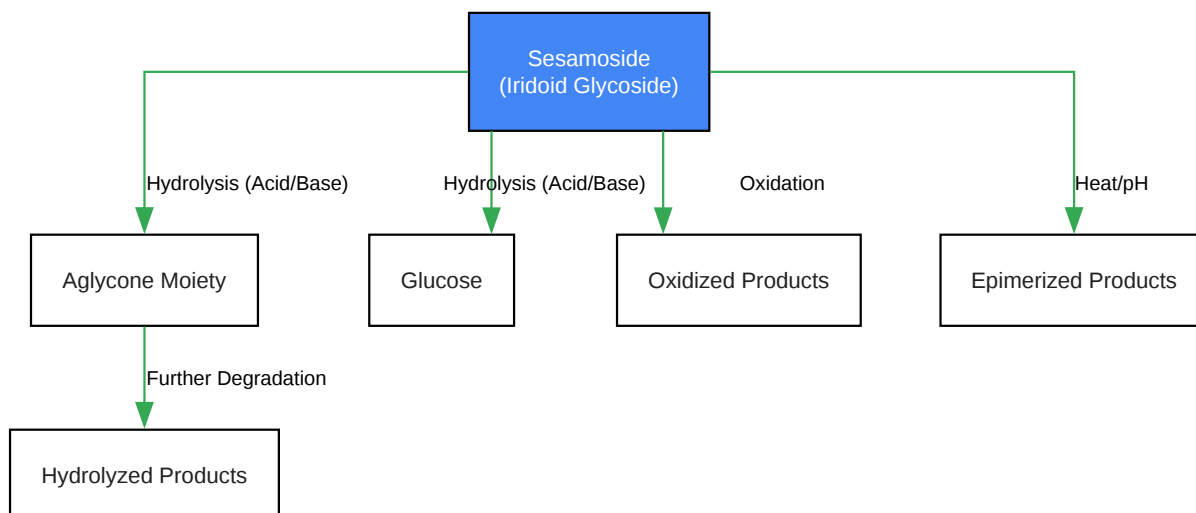 Sesamoside
(Iridoid Glycoside)
Hydrolysis (Acid/Base)
Hydrolysis (Acid/Base)
Oxidation
Heat/pH
Aglycone Moiety
Glucose
Oxidized Products
Epimerized Products
Further Degradation
Hydrolyzed Products